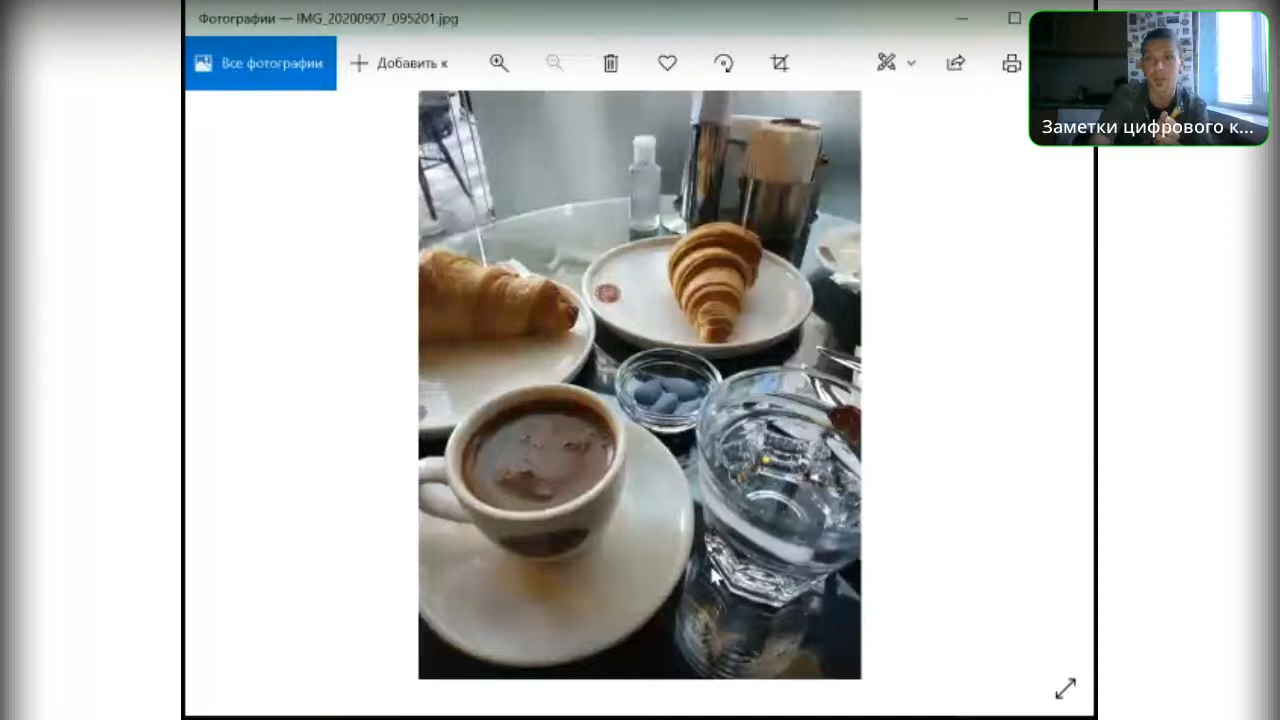 Фотографии — IMG_20200907_095201.jpg
Все фотографии
Добавить к
Заметки цифрового к...